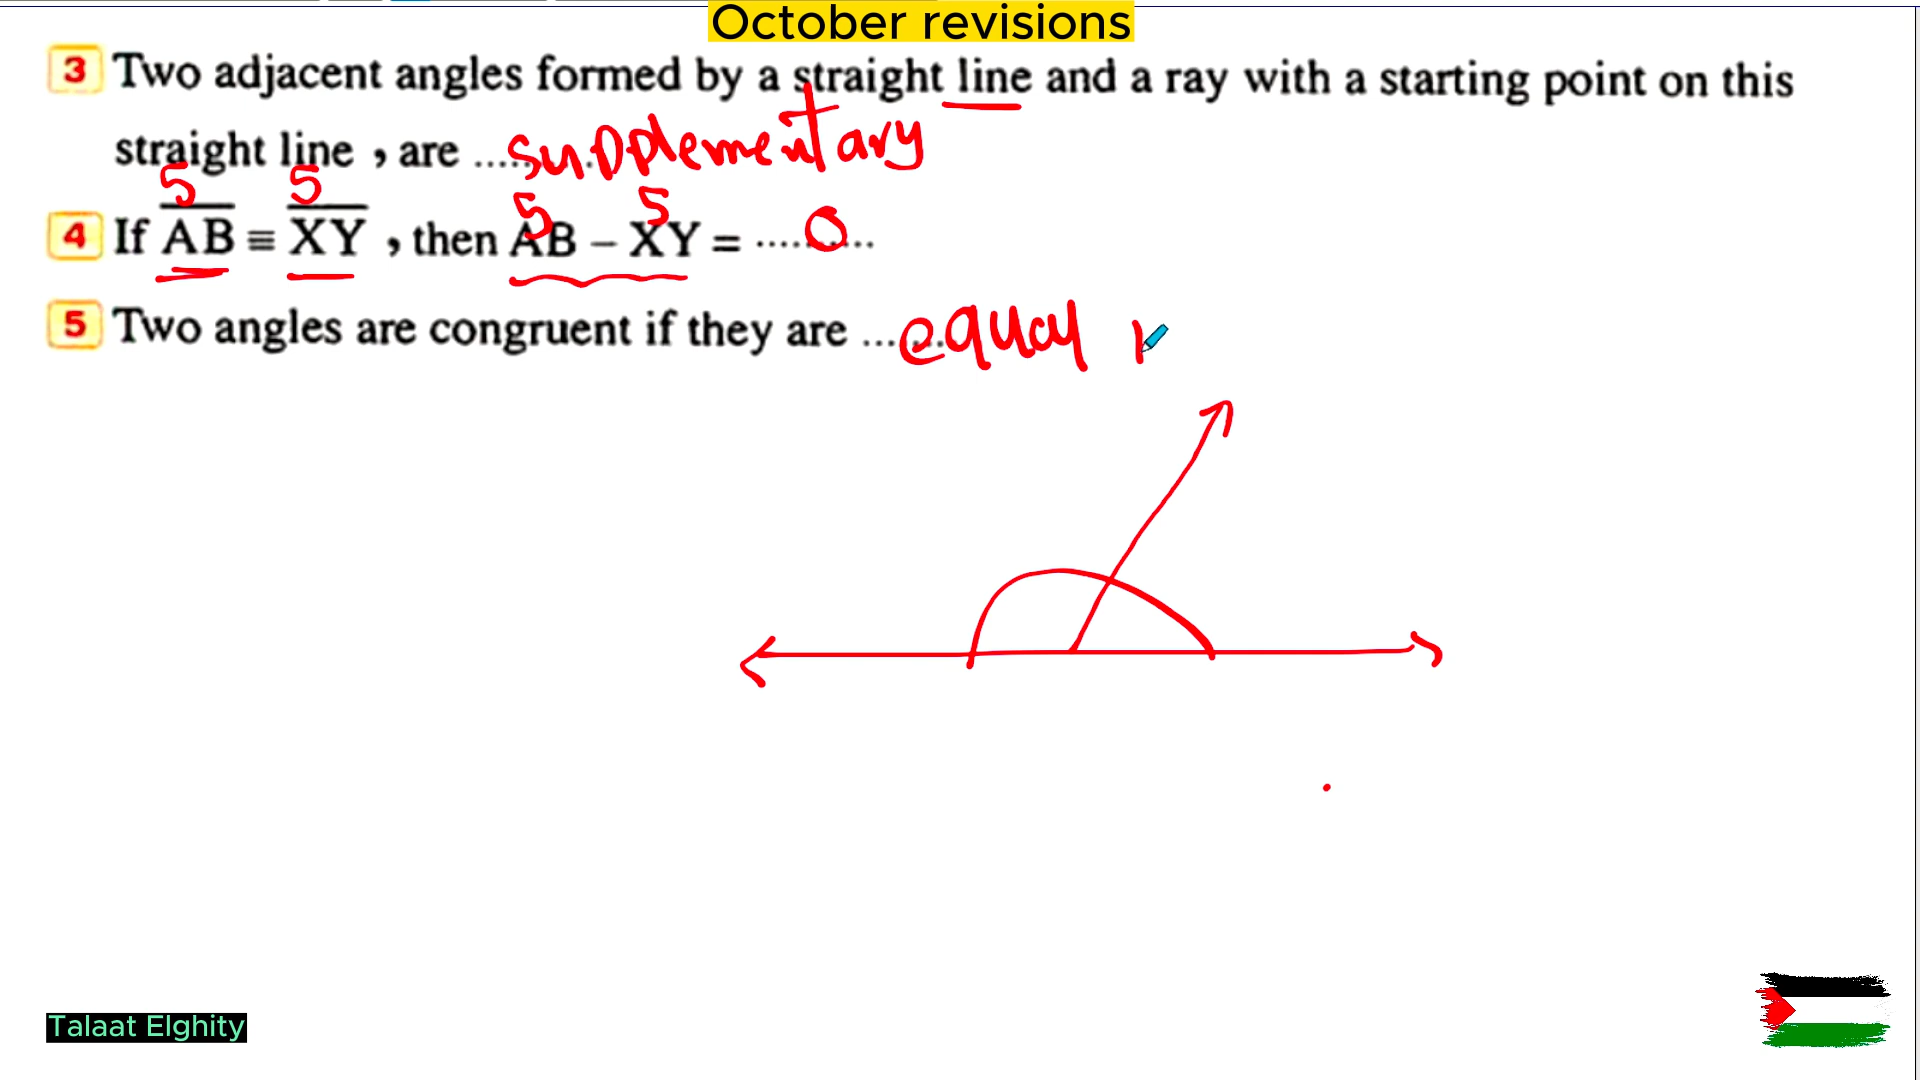 October revisions
3 Two adjacent angles formed by a straight line and a ray with a starting point on this
straight line , are ........ supplementary
5 5 5 5
4 If AB ≡ XY , then AB – XY = .......... 0
5 Two angles are congruent if they are ........ equal
Talaat Elghity